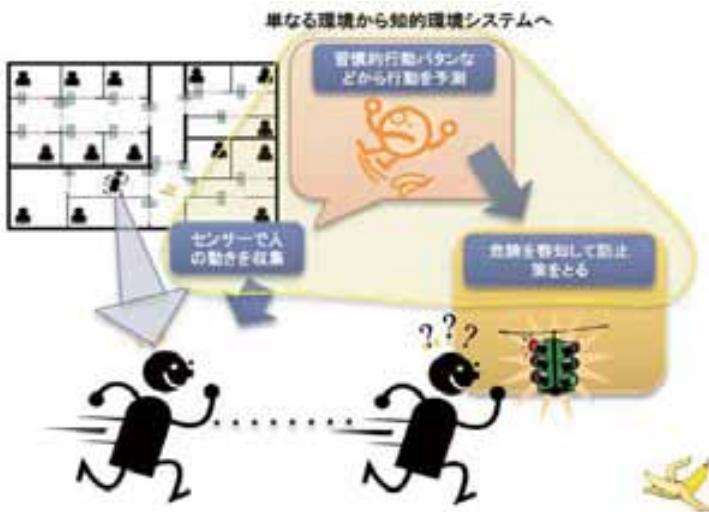 単なる環境から知的環境システムへ
習慣的行動パタンな
どから行動を予測
センサーで人
の動きを収集
危険を察知して防止
策をとる
? ? ?